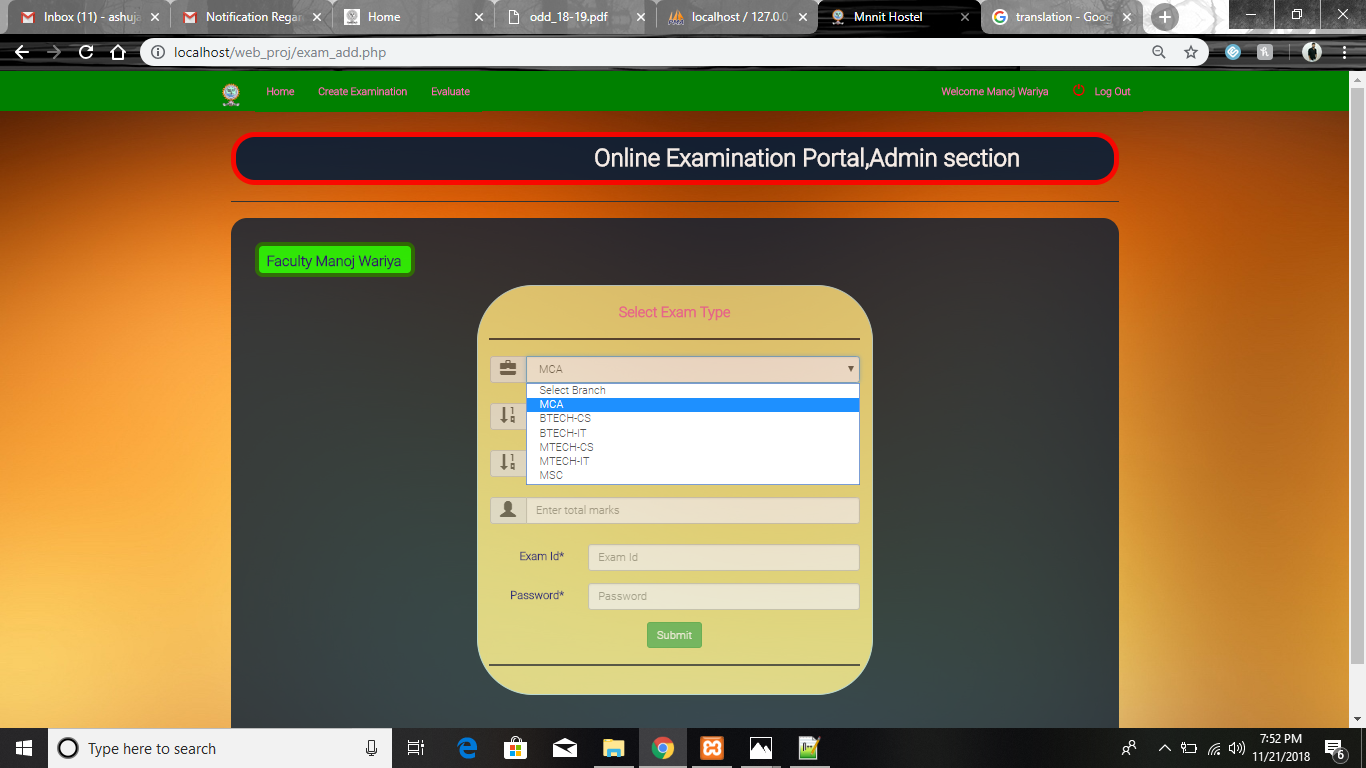 Inbox (11) - ashuja
Notification Regar
Home
odd_18-19.pdf
localhost / 127.0.0
Mnnit Hostel
translation - Goog
localhost/web_proj/exam_add.php
Home
Create Examination
Evaluate
Welcome Manoj Wariya
Log Out
Online Examination Portal,Admin section
Faculty Manoj Wariya
Select Exam Type
MCA
Select Branch
MCA
BTECH-CS
BTECH-IT
MTECH-CS
MTECH-IT
MSC
Enter total marks
Exam Id*
Exam Id
Password*
Password
Submit
Type here to search
7:52 PM
11/21/2018
6